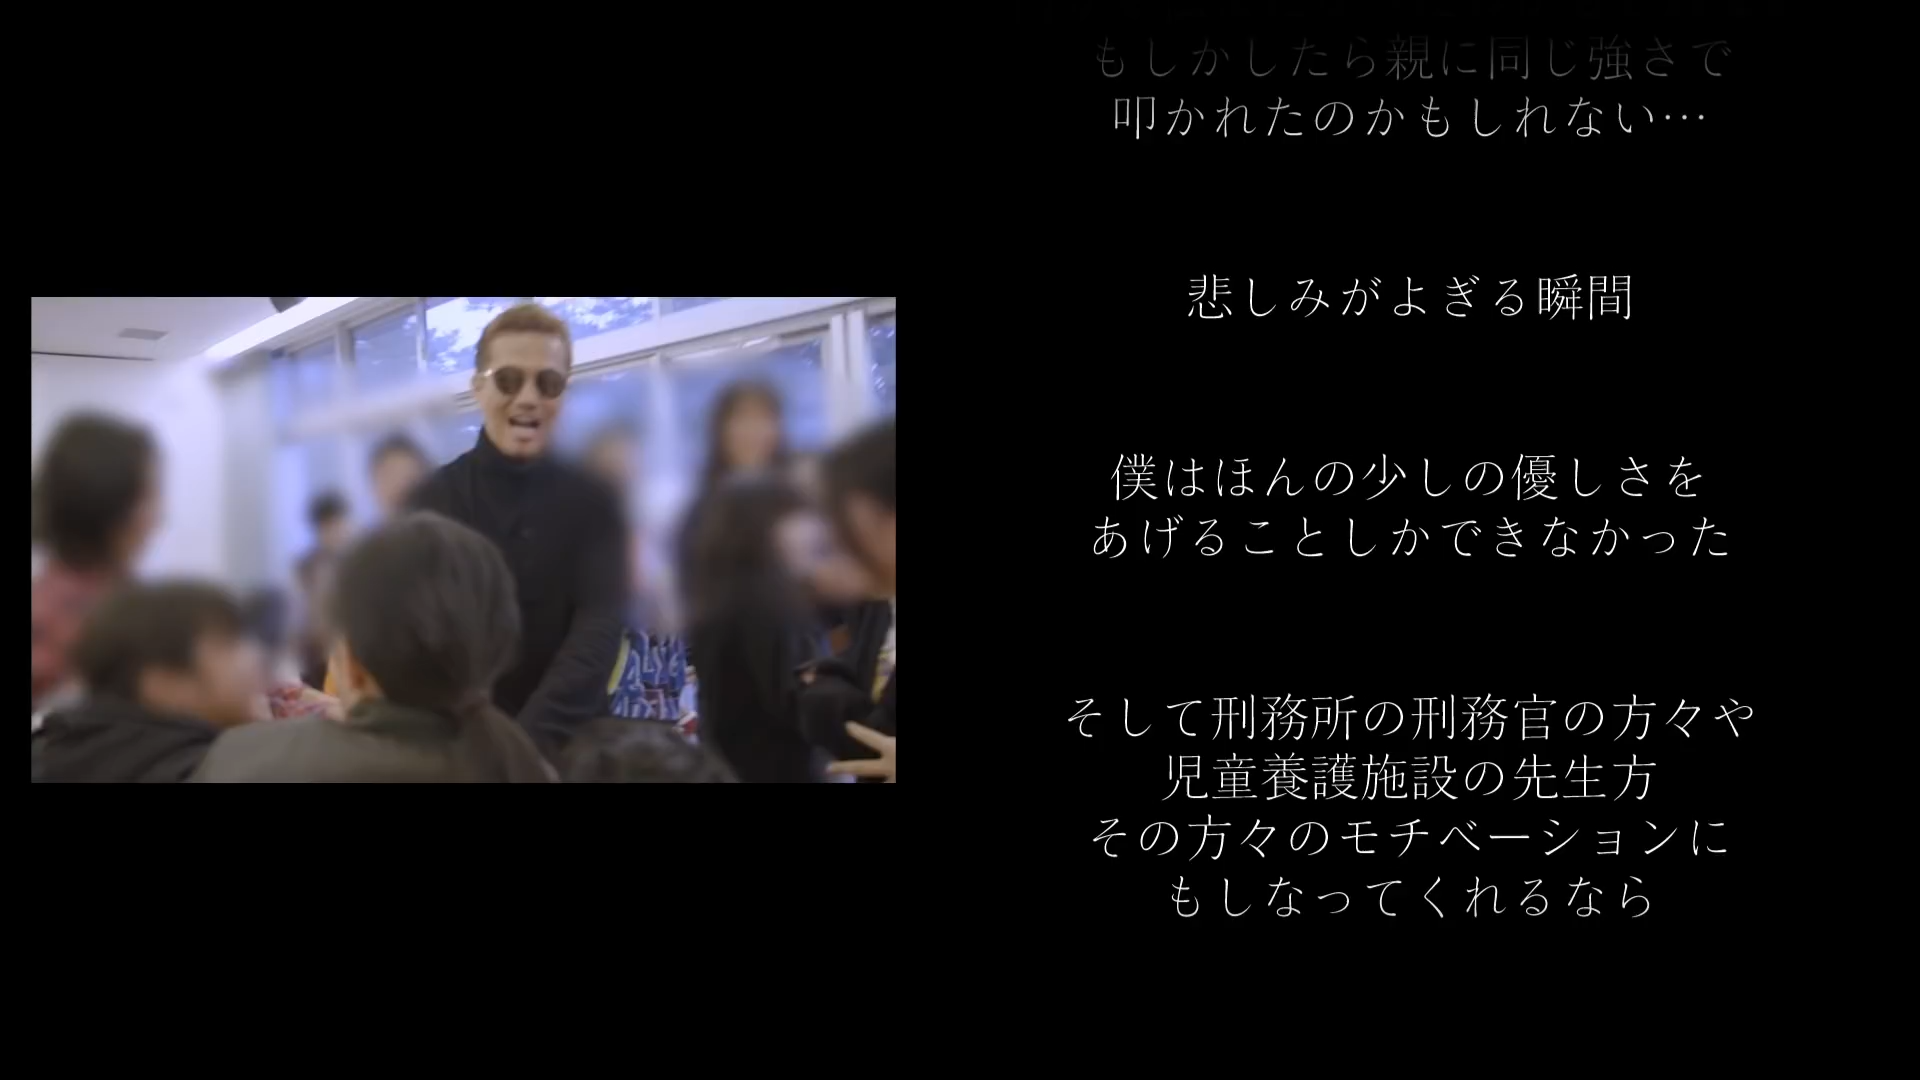 もしかしたら親に同じ強さで
叩かれたのかもしれない…
悲しみがよぎる瞬間
僕はほんの少しの優しさを
あげることしかできなかった
そして刑務所の刑務官の方々や
児童養護施設の先生方
その方々のモチベーションに
もしなってくれるなら